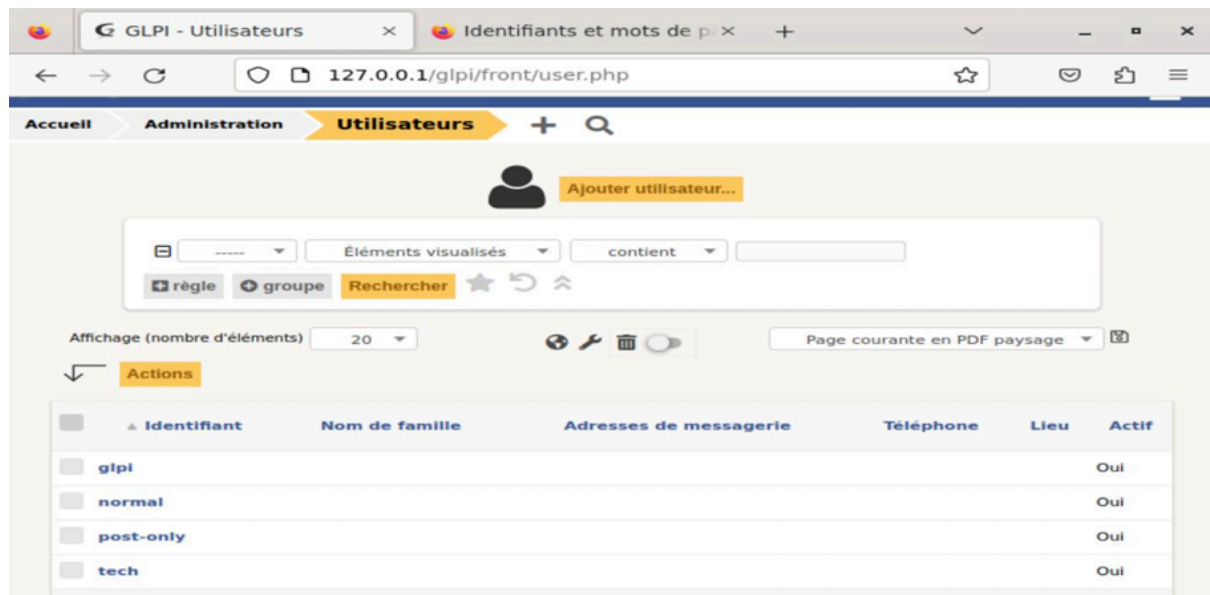 GLPI - Utilisateurs Identifiants et mots de pa
127.0.0.1/glpi/front/user.php
Accueil Administration Utilisateurs
Ajouter utilisateur...
----- Éléments visualisés contient
règle groupe Rechercher
Affichage (nombre d'éléments) 20 Page courante en PDF paysage
Actions
Identifiant Nom de famille Adresses de messagerie Téléphone Lieu Actif
glpi Oui
normal Oui
post-only Oui
tech Oui